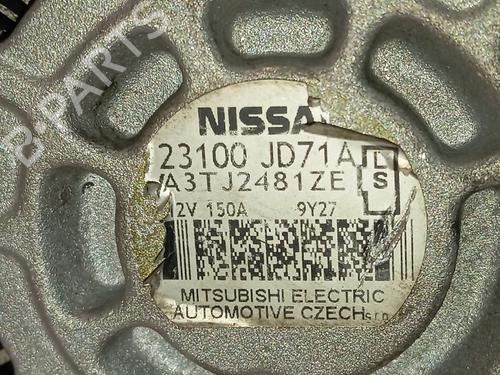 B-PARTS
NISSA
23100 JD71A
A3TJ2481ZE
L
S
12V 150A 9Y27
MITSUBISHI ELECTRIC
AUTOMOTIVE CZECH s.r.o